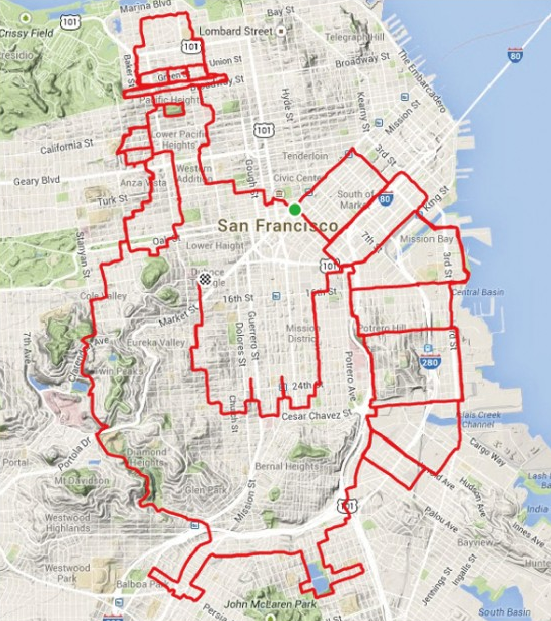 Marina Blvd
Bay St
Crissy Field
101
Lombard Street
101
Telegraph Hill
80
Union St
Broadway St
Baker St
Green
Broadway St
The Embarcadero
Pacific Heights
Hyde St
Kearny St
Mission St
California St
Lower Pacific
Heights
101
3rd St
Tenderloin
Geary Blvd
Anza Vista
Western
Addition
Gough St
Civic Center
South of
Market
80
King St
Turk St
San Francisco
7th St
Mission Bay
Stanyan St
Oak St
Lower Haight
3rd St
101
Cole Valley
16th St
Central Basin
Market St
Mission
District
Potrero Hill
7th Ave
Eureka Valley
Guerrero St
Dolores St
280
Twin Peaks
Potrero Ave
24th St
Church St
Cesar Chavez St
Islais Creek
Channel
Portola Dr
Cargo Way
Diamond
Heights
Bernal Heights
Mt Davidson
Glen Park
Mission St
101
Hudson Ave
Palou Ave
Innes Ave
Westwood
Highlands
Bayview
Westwood
Park
Balboa Park
Jennings St
Ingalls St
John McLaren Park
South Basin